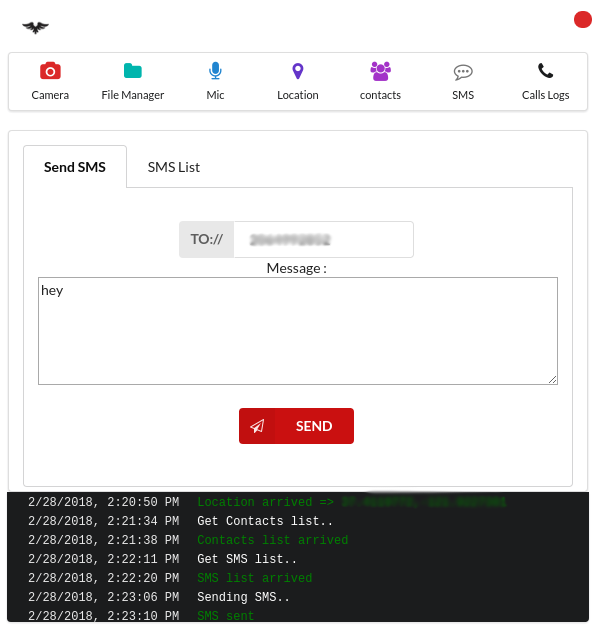 Camera File Manager Mic Location contacts SMS Calls Logs
Send SMS SMS List
TO://
Message :
hey
SEND
2/28/2018, 2:20:50 PM Location arrived =>
2/28/2018, 2:21:34 PM Get Contacts list..
2/28/2018, 2:21:38 PM Contacts list arrived
2/28/2018, 2:22:11 PM Get SMS list..
2/28/2018, 2:22:20 PM SMS list arrived
2/28/2018, 2:23:06 PM Sending SMS..
2/28/2018, 2:23:10 PM SMS sent